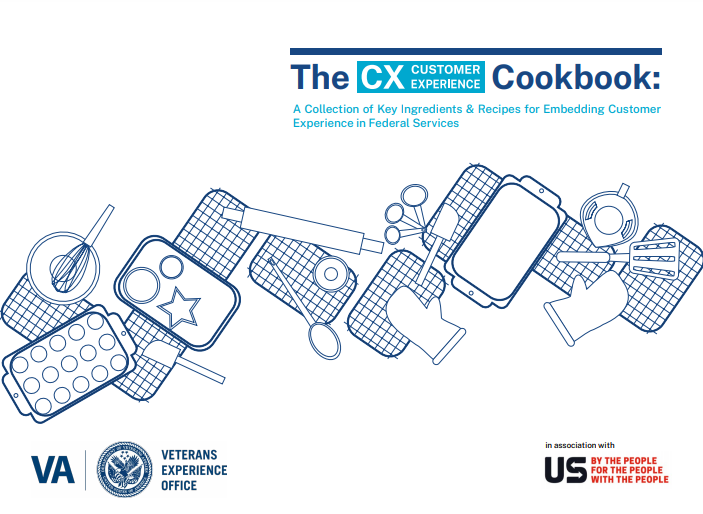 The CX CUSTOMER EXPERIENCE Cookbook:
A Collection of Key Ingredients & Recipes for Embedding Customer
Experience in Federal Services
in association with
VA
VETERANS
EXPERIENCE
OFFICE
US
BY THE PEOPLE
FOR THE PEOPLE
WITH THE PEOPLE